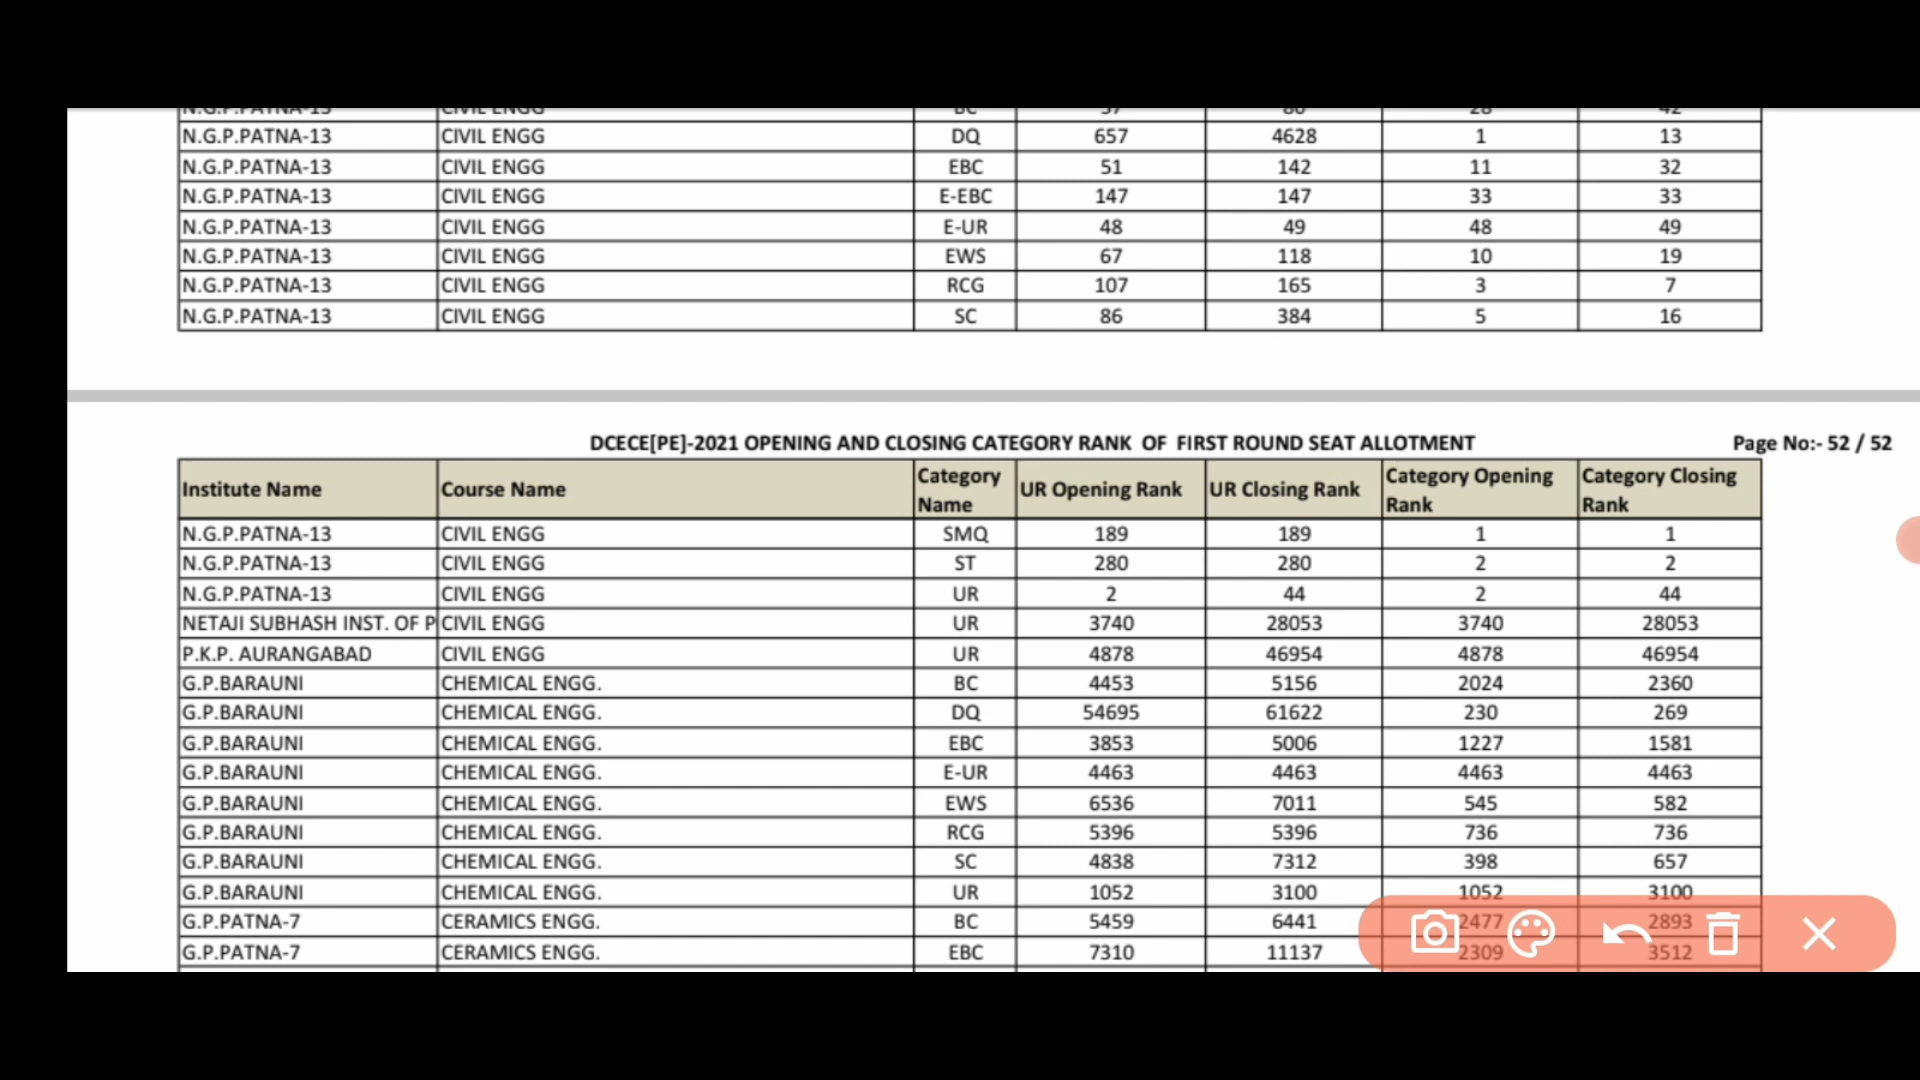 N.G.P.PATNA-13 CIVIL ENGG BC 57 80 28 42
N.G.P.PATNA-13 CIVIL ENGG DQ 657 4628 1 13
N.G.P.PATNA-13 CIVIL ENGG EBC 51 142 11 32
N.G.P.PATNA-13 CIVIL ENGG E-EBC 147 147 33 33
N.G.P.PATNA-13 CIVIL ENGG E-UR 48 49 48 49
N.G.P.PATNA-13 CIVIL ENGG EWS 67 118 10 19
N.G.P.PATNA-13 CIVIL ENGG RCG 107 165 3 7
N.G.P.PATNA-13 CIVIL ENGG SC 86 384 5 16
DCECE[PE]-2021 OPENING AND CLOSING CATEGORY RANK OF FIRST ROUND SEAT ALLOTMENT Page No:- 52 / 52
Institute Name Course Name Category Name UR Opening Rank UR Closing Rank Category Opening Rank Category Closing Rank
N.G.P.PATNA-13 CIVIL ENGG SMQ 189 189 1 1
N.G.P.PATNA-13 CIVIL ENGG ST 280 280 2 2
N.G.P.PATNA-13 CIVIL ENGG UR 2 44 2 44
NETAJI SUBHASH INST. OF P CIVIL ENGG UR 3740 28053 3740 28053
P.K.P. AURANGABAD CIVIL ENGG UR 4878 46954 4878 46954
G.P.BARAUNI CHEMICAL ENGG. BC 4453 5156 2024 2360
G.P.BARAUNI CHEMICAL ENGG. DQ 54695 61622 230 269
G.P.BARAUNI CHEMICAL ENGG. EBC 3853 5006 1227 1581
G.P.BARAUNI CHEMICAL ENGG. E-UR 4463 4463 4463 4463
G.P.BARAUNI CHEMICAL ENGG. EWS 6536 7011 545 582
G.P.BARAUNI CHEMICAL ENGG. RCG 5396 5396 736 736
G.P.BARAUNI CHEMICAL ENGG. SC 4838 7312 398 657
G.P.BARAUNI CHEMICAL ENGG. UR 1052 3100 1052 3100
G.P.PATNA-7 CERAMICS ENGG. BC 5459 6441 2477 2893
G.P.PATNA-7 CERAMICS ENGG. EBC 7310 11137 2309 3512